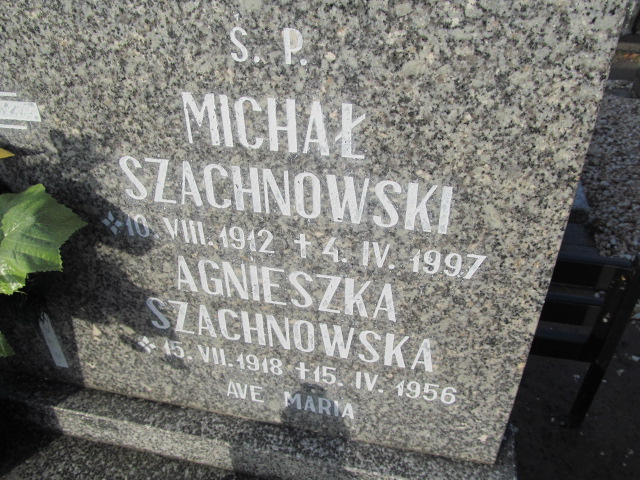 Ś. P.
MICHAŁ
SZACHNOWSKI
* 10. VIII. 1912 ✝ 4. IV. 1997
AGNIESZKA
SZACHNOWSKA
* 15. VII. 1918 ✝ 15. IV. 1956
AVE MARIA